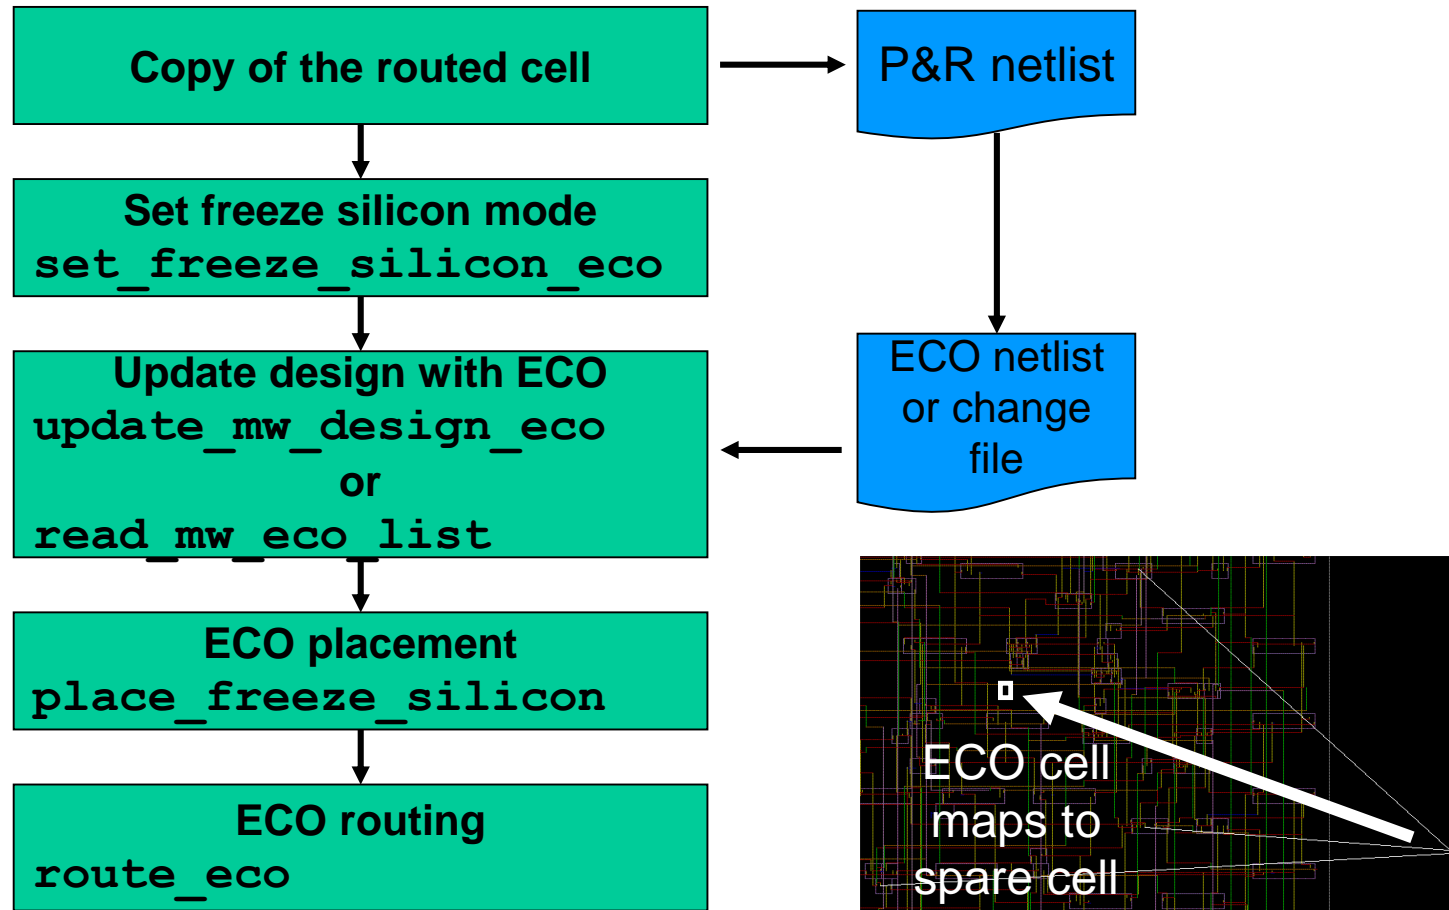 Copy of the routed cell
P&R netlist
Set freeze silicon mode
set_freeze_silicon_eco
Update design with ECO
update_mw_design_eco
or
read_mw_eco_list
ECO netlist
or change
file
ECO placement
place_freeze_silicon
ECO routing
route_eco
ECO cell
maps to
spare cell